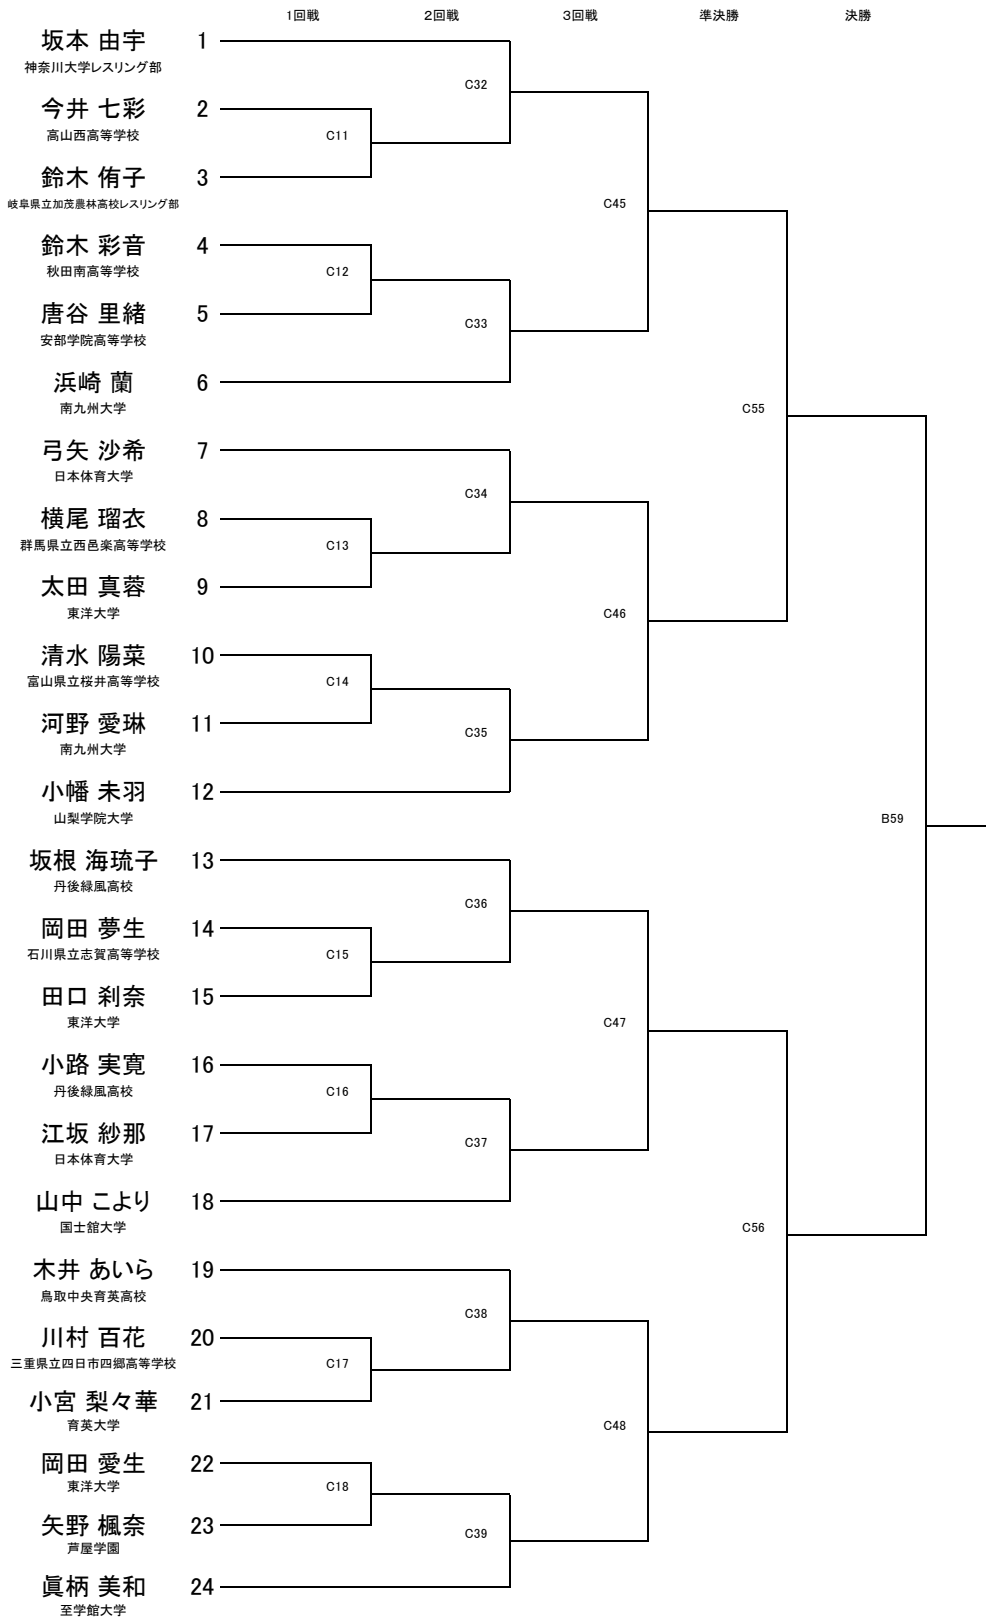 1回戦 2回戦 3回戦 準決勝 決勝
坂本 由宇 1
神奈川大学レスリング部
C32
今井 七彩 2
高山西高等学校
C11
鈴木 侑子 3
岐阜県立加茂農林高校レスリング部
C45
鈴木 彩音 4
秋田南高等学校
C12
唐谷 里緒 5
安部学院高等学校
C33
浜崎 蘭 6
南九州大学
C55
弓矢 沙希 7
日本体育大学
C34
横尾 瑠衣 8
群馬県立西邑楽高等学校
C13
太田 真蓉 9
東洋大学
C46
清水 陽菜 10
富山県立桜井高等学校
C14
河野 愛琳 11
南九州大学
C35
小幡 未羽 12
山梨学院大学
B59
坂根 海琉子 13
丹後緑風高校
C36
岡田 夢生 14
石川県立志賀高等学校
C15
田口 刹奈 15
東洋大学
C47
小路 実寛 16
丹後緑風高校
C16
江坂 紗那 17
日本体育大学
C37
山中 こより 18
国士舘大学
C56
木井 あいら 19
鳥取中央育英高校
C38
川村 百花 20
三重県立四日市四郷高等学校
C17
小宮 梨々華 21
育英大学
C48
岡田 愛生 22
東洋大学
C18
矢野 楓奈 23
芦屋学園
C39
眞柄 美和 24
至学館大学